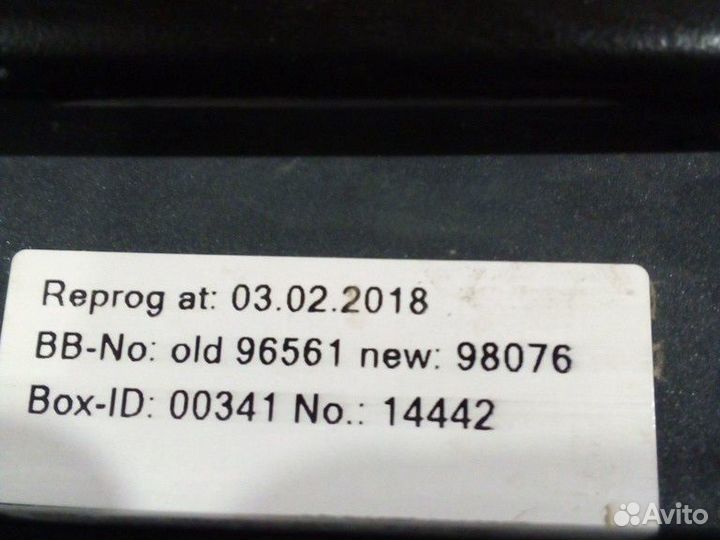 Reprog at: 03.02.2018
BB-No: old 96561 new: 98076
Box-ID: 00341 No.: 14442
Avito